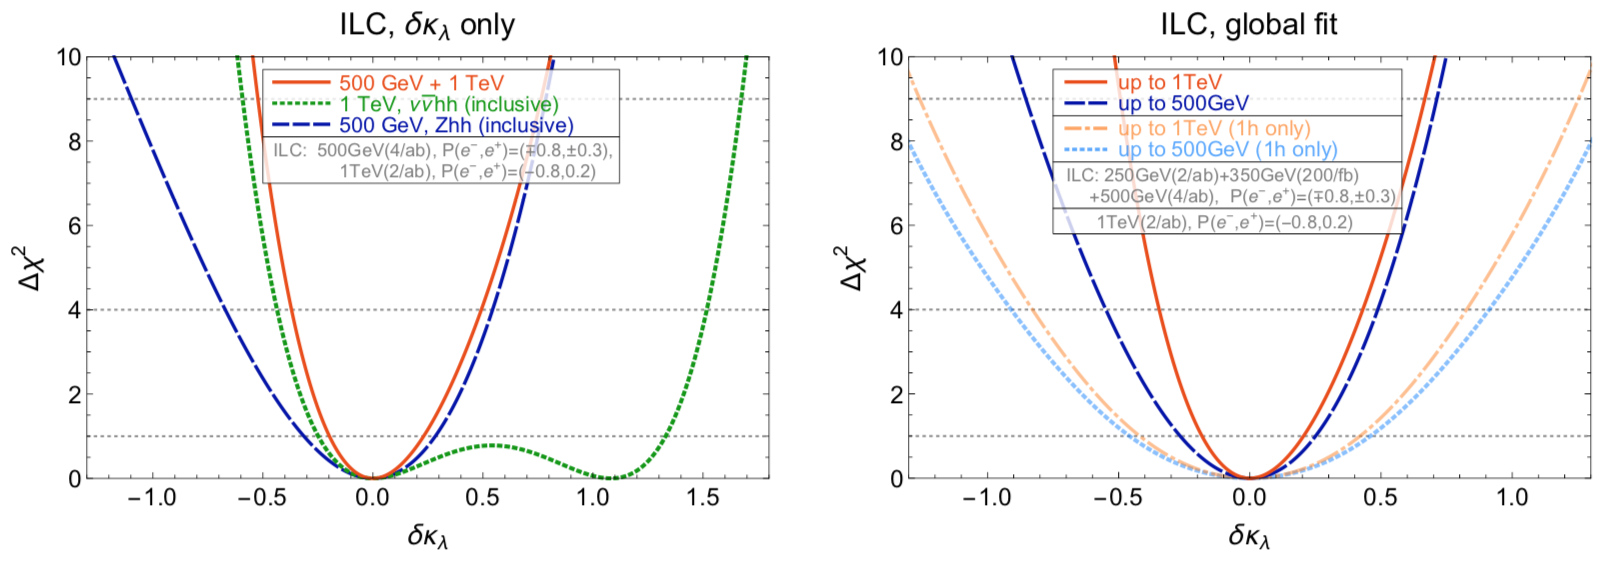 ILC, δκλ only
10
8
6
4
2
0
Δχ²
−1.0
−0.5
0.0
0.5
1.0
1.5
δκλ
500 GeV + 1 TeV
1 TeV, νν̅hh (inclusive)
500 GeV, Zhh (inclusive)
ILC: 500GeV(4/ab), P(e⁻,e⁺)=(∓0.8,±0.3),
1TeV(2/ab), P(e⁻,e⁺)=(−0.8,0.2)
ILC, global fit
10
8
6
4
2
0
Δχ²
−1.0
−0.5
0.0
0.5
1.0
δκλ
up to 1TeV
up to 500GeV
up to 1TeV (1h only)
up to 500GeV (1h only)
ILC: 250GeV(2/ab)+350GeV(200/fb)
+500GeV(4/ab), P(e⁻,e⁺)=(∓0.8,±0.3)
1TeV(2/ab), P(e⁻,e⁺)=(−0.8,0.2)